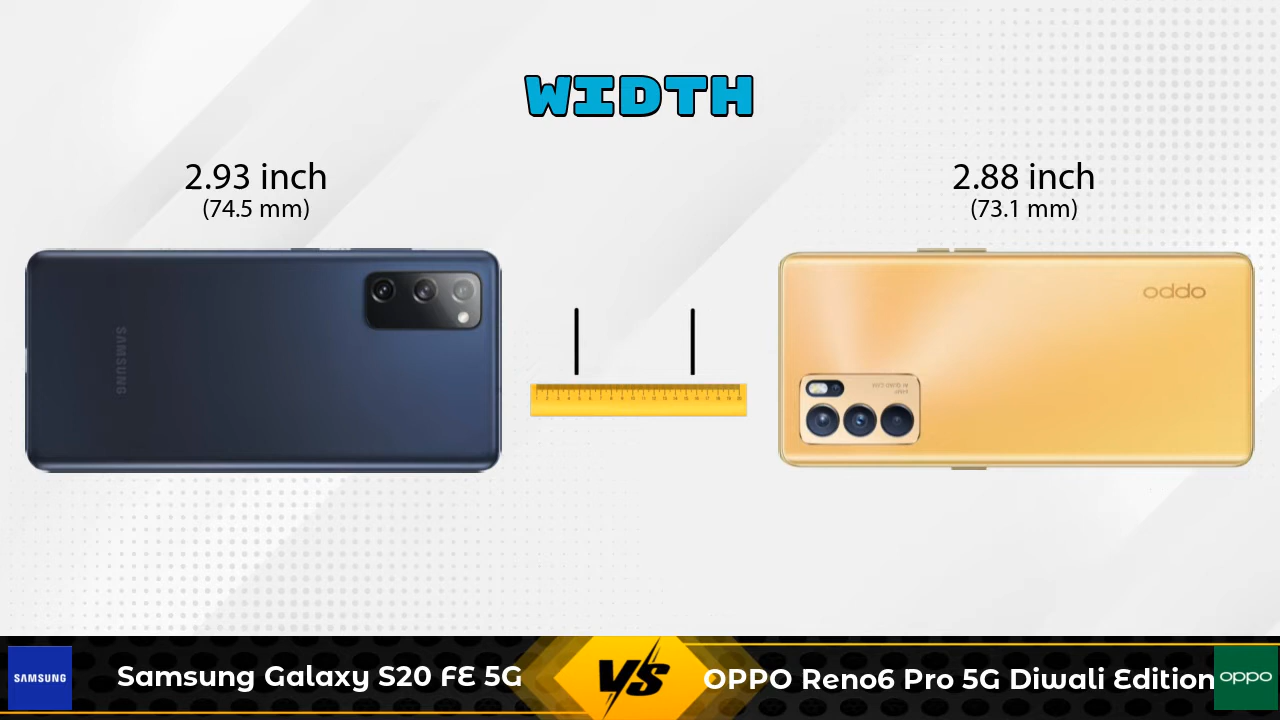 WIDTH
2.93 inch
(74.5 mm)
2.88 inch
(73.1 mm)
SAMSUNG
oddo
SAMSUNG
Samsung Galaxy S20 FE 5G
VS
OPPO Reno6 Pro 5G Diwali Edition
oppo